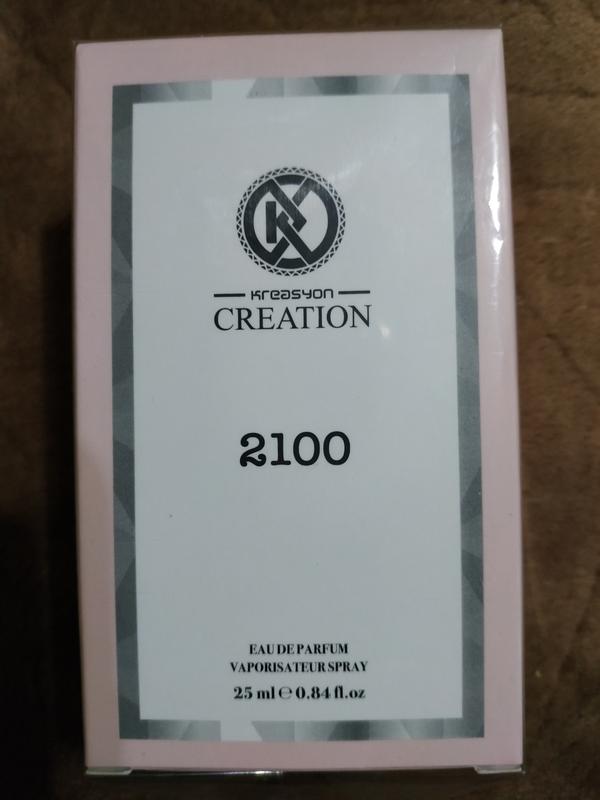 K
Kreasyon
CREATION
2100
EAU DE PARFUM
VAPORISATEUR SPRAY
25 ml ℮ 0.84 fl.oz